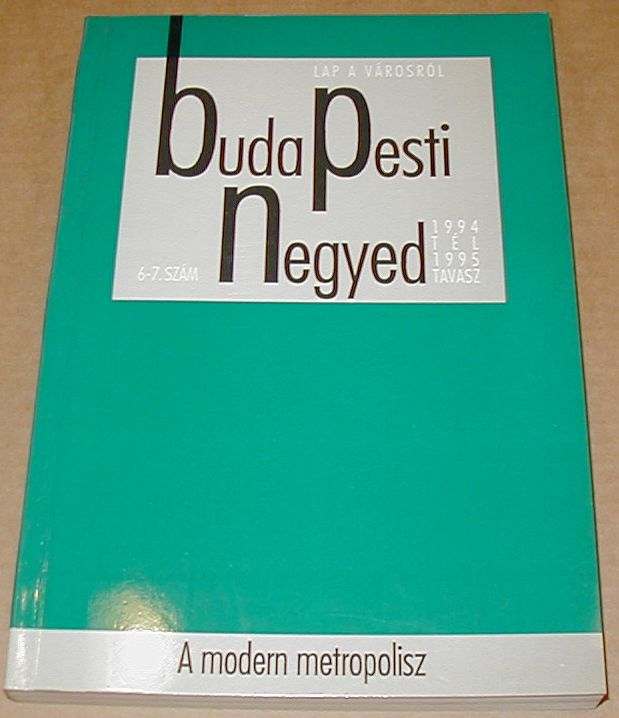 LAP A VÁROSRÓL
budaPesti
negyed
1994
TÉL
1995
TAVASZ
6-7. SZÁM
A modern metropolisz